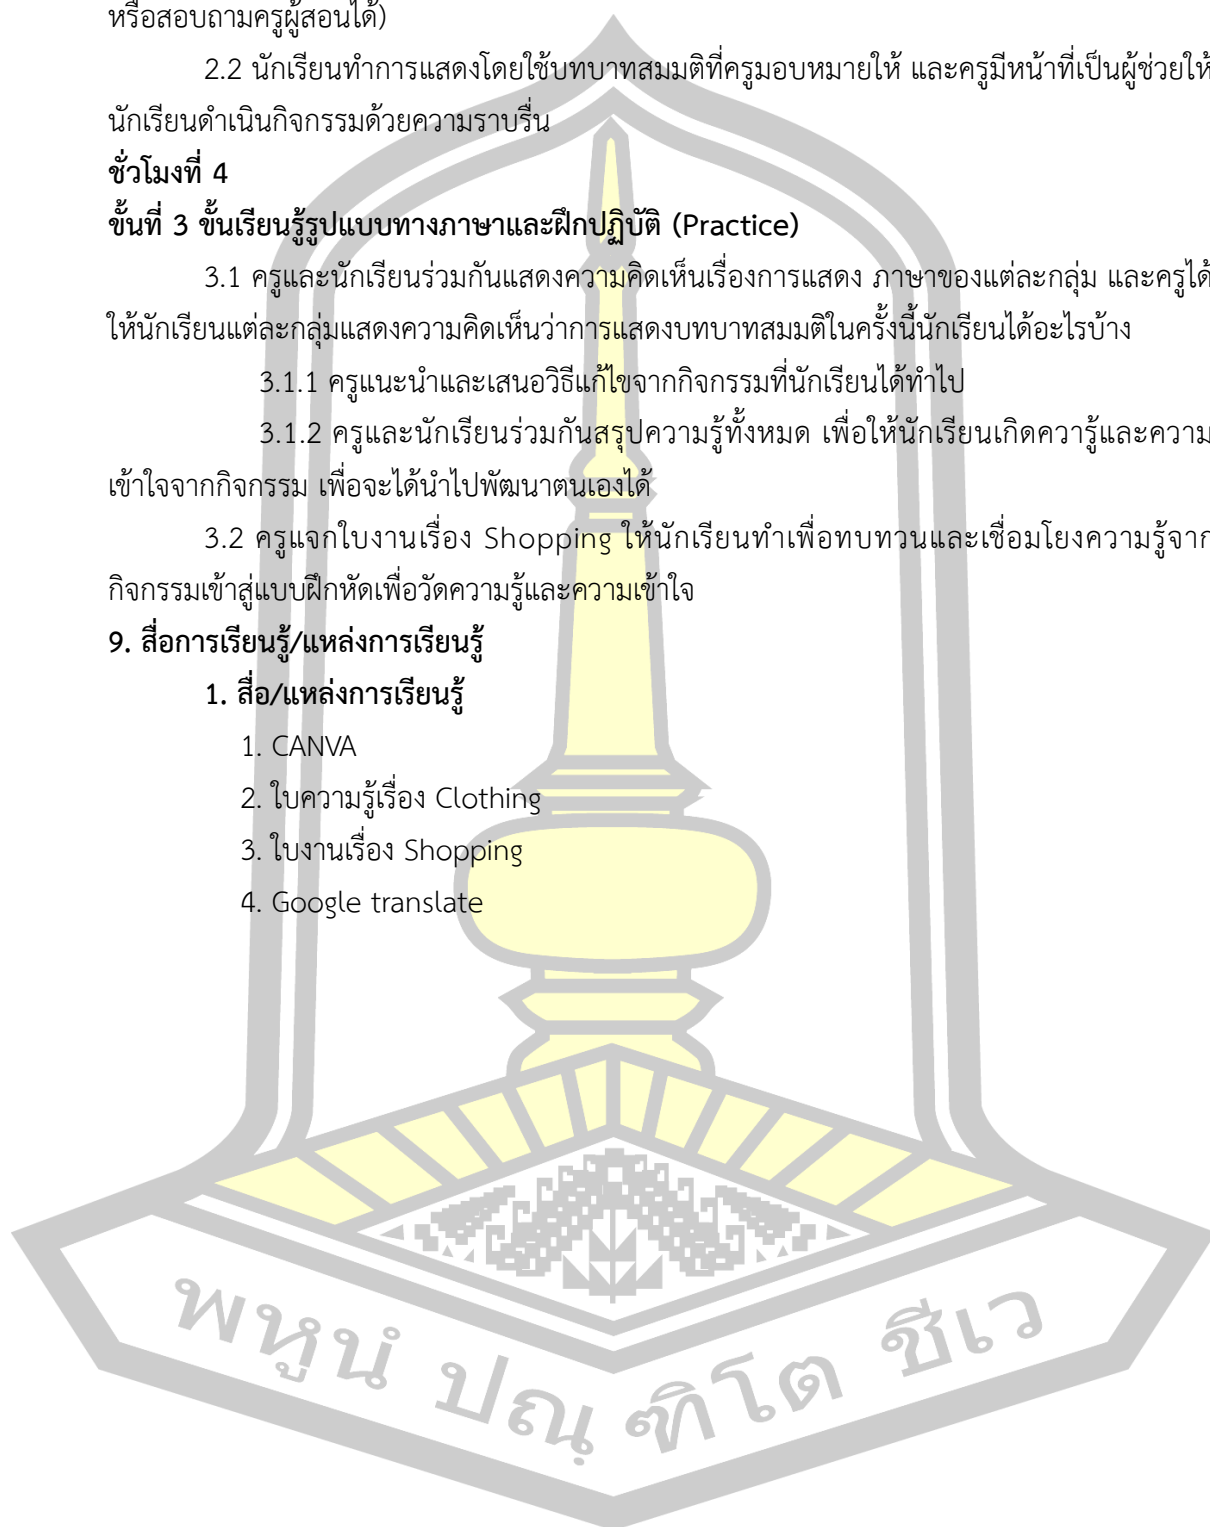 หรือสอบถามครูผู้สอนได้)
2.2 นักเรียนทำการแสดงโดยใช้บทบาทสมมติที่ครูมอบหมายให้ และครูมีหน้าที่เป็นผู้ช่วยให้
นักเรียนดำเนินกิจกรรมด้วยความราบรื่น
ชั่วโมงที่ 4
ขั้นที่ 3 ขั้นเรียนรู้รูปแบบทางภาษาและฝึกปฏิบัติ (Practice)
3.1 ครูและนักเรียนร่วมกันแสดงความคิดเห็นเรื่องการแสดง ภาษาของแต่ละกลุ่ม และครูได้
ให้นักเรียนแต่ละกลุ่มแสดงความคิดเห็นว่าการแสดงบทบาทสมมติในครั้งนี้นักเรียนได้อะไรบ้าง
3.1.1 ครูแนะนำและเสนอวิธีแก้ไขจากกิจกรรมที่นักเรียนได้ทำไป
3.1.2 ครูและนักเรียนร่วมกันสรุปความรู้ทั้งหมด เพื่อให้นักเรียนเกิดควารู้และความ
เข้าใจจากกิจกรรม เพื่อจะได้นำไปพัฒนาตนเองได้
3.2 ครูแจกใบงานเรื่อง Shopping ให้นักเรียนทำเพื่อทบทวนและเชื่อมโยงความรู้จาก
กิจกรรมเข้าสู่แบบฝึกหัดเพื่อวัดความรู้และความเข้าใจ
9. สื่อการเรียนรู้/แหล่งการเรียนรู้
1. สื่อ/แหล่งการเรียนรู้
1. CANVA
2. ใบความรู้เรื่อง Clothing
3. ใบงานเรื่อง Shopping
4. Google translate
พหูนํ ปณฺฑิโต ชีเว